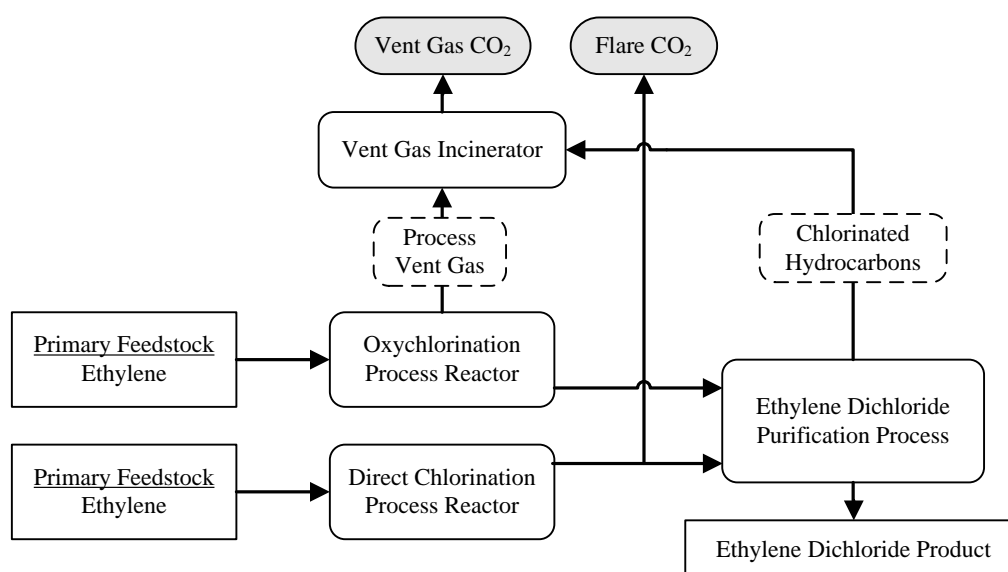 Vent Gas CO₂
Flare CO₂
Vent Gas Incinerator
Process
Vent Gas
Chlorinated
Hydrocarbons
Primary Feedstock
Ethylene
Oxychlorination
Process Reactor
Ethylene Dichloride
Purification Process
Primary Feedstock
Ethylene
Direct Chlorination
Process Reactor
Ethylene Dichloride Product